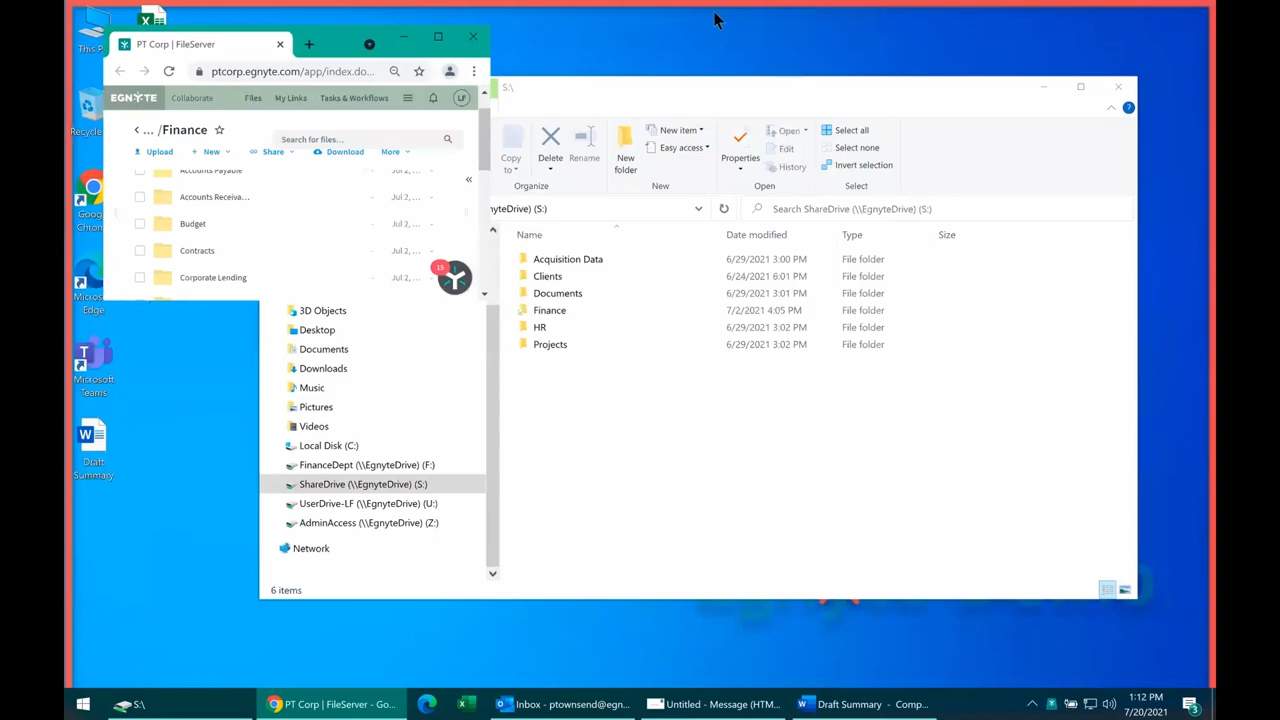 This P
Recycle
Goog
Chron
Micros
Edge
Microsoft
Teams
Draft
Summary
PT Corp | FileServer
ptcorp.egnyte.com/app/index.do...
EGNYTE
Collaborate
Files
My Links
Tasks & Workflows
LF
... /Finance
Search for files...
Upload
New
Share
Download
More
Accounts Payable
Accounts Receiva...
-
Jul 2, ...
-
Budget
-
Jul 2, ...
-
Contracts
-
Jul 2, ...
-
Corporate Lending
-
Jul 2, ...
-
15
S:\
Copy
to
Delete
Rename
Organize
New
folder
New item
Easy access
New
Properties
Open
Edit
History
Open
Select all
Select none
Invert selection
Select
nyteDrive) (S:)
Search ShareDrive (\\EgnyteDrive) (S:)
Name
Date modified
Type
Size
Acquisition Data
6/29/2021 3:00 PM
File folder
Clients
6/24/2021 6:01 PM
File folder
Documents
6/29/2021 3:01 PM
File folder
Finance
7/2/2021 4:05 PM
File folder
HR
6/29/2021 3:02 PM
File folder
Projects
6/29/2021 3:02 PM
File folder
3D Objects
Desktop
Documents
Downloads
Music
Pictures
Videos
Local Disk (C:)
FinanceDept (\\EgnyteDrive) (F:)
ShareDrive (\\EgnyteDrive) (S:)
UserDrive-LF (\\EgnyteDrive) (U:)
AdminAccess (\\EgnyteDrive) (Z:)
Network
6 items
S:\
PT Corp | FileServer - Go...
Inbox - ptownsend@egn...
Untitled - Message (HTM...
Draft Summary - Comp...
1:12 PM
7/20/2021
3